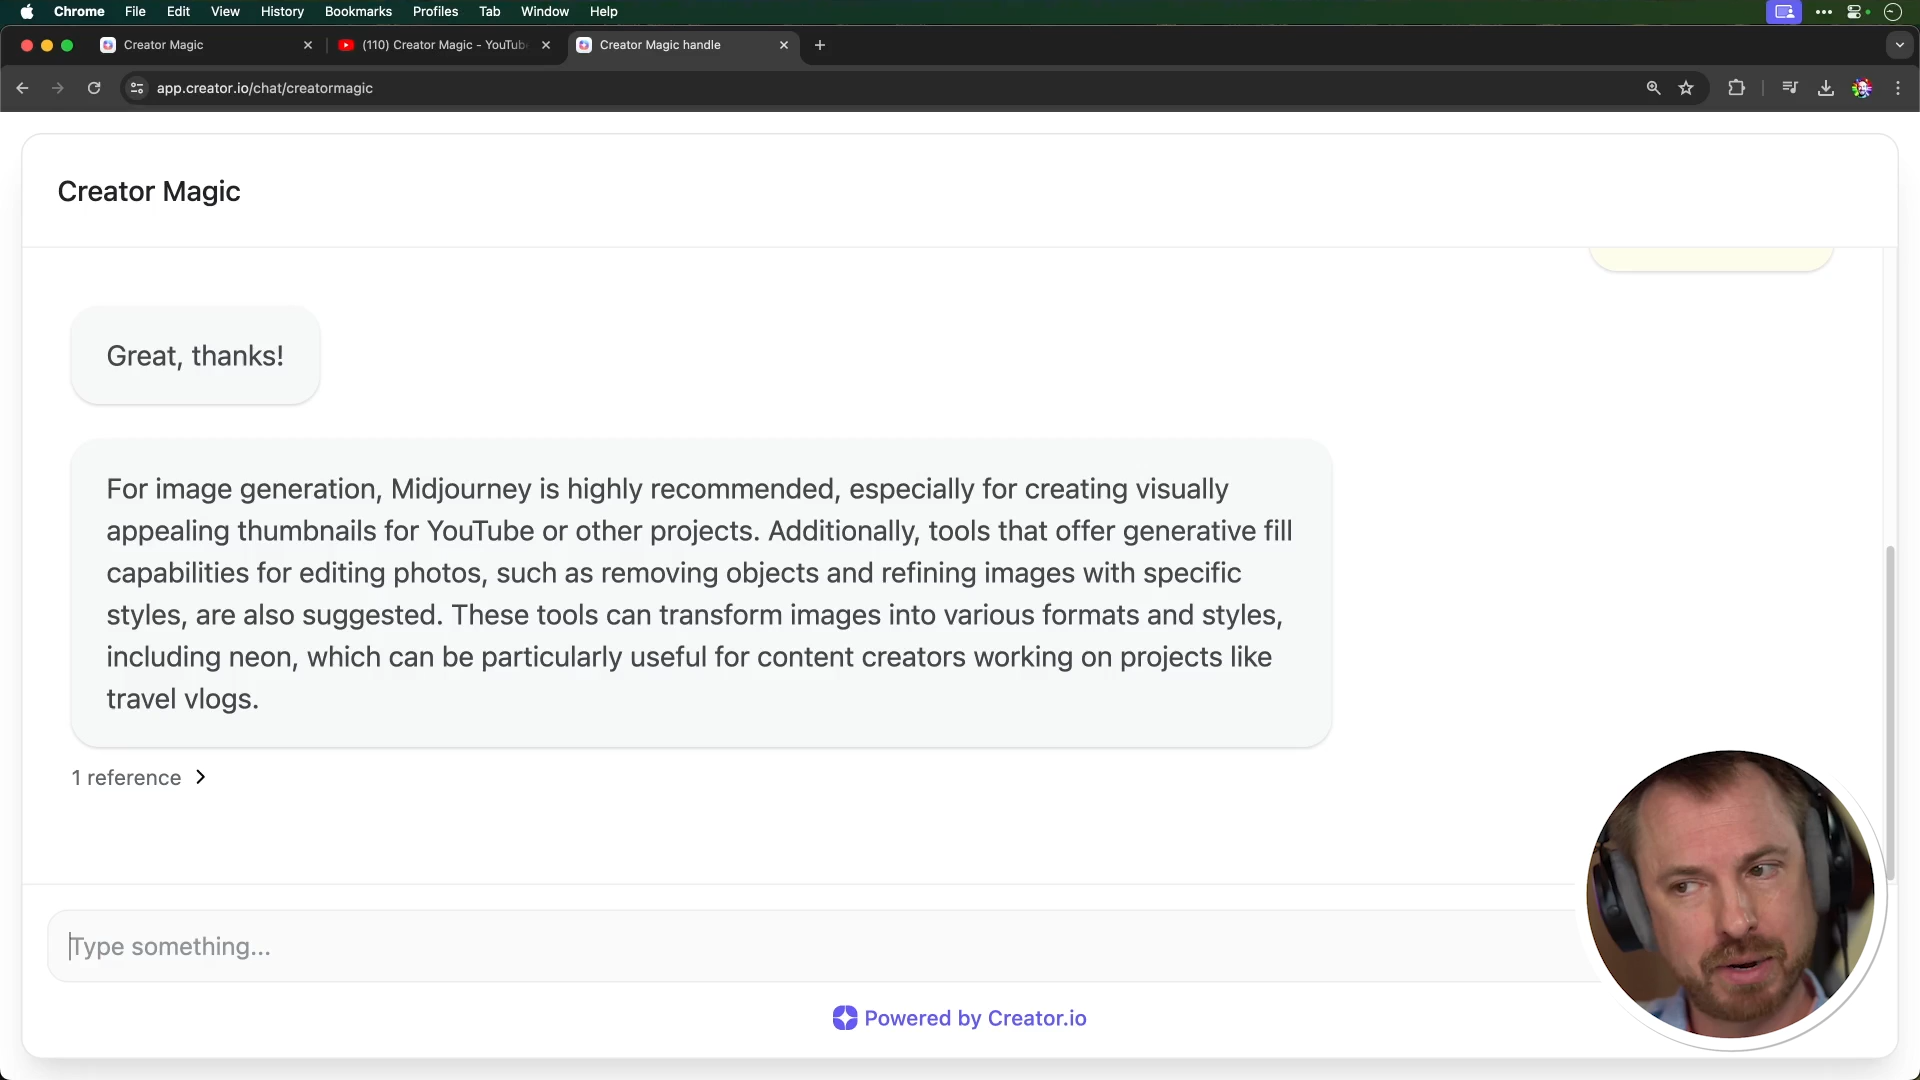 Chrome File Edit View History Bookmarks Profiles Tab Window Help
Creator Magic
(110) Creator Magic - YouTube
Creator Magic handle
app.creator.io/chat/creatormagic
Creator Magic
Great, thanks!
For image generation, Midjourney is highly recommended, especially for creating visually
appealing thumbnails for YouTube or other projects. Additionally, tools that offer generative fill
capabilities for editing photos, such as removing objects and refining images with specific
styles, are also suggested. These tools can transform images into various formats and styles,
including neon, which can be particularly useful for content creators working on projects like
travel vlogs.
1 reference
Type something...
Powered by Creator.io